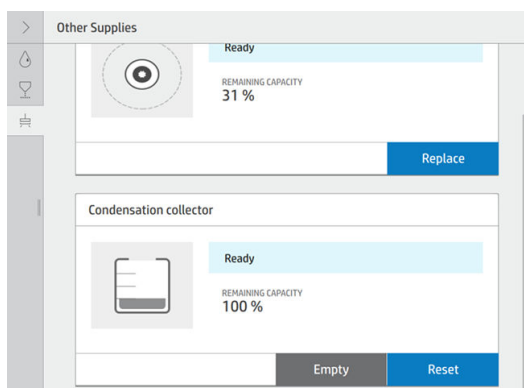 Other Supplies
Ready
REMAINING CAPACITY
31 %
Replace
Condensation collector
Ready
REMAINING CAPACITY
100 %
Empty
Reset